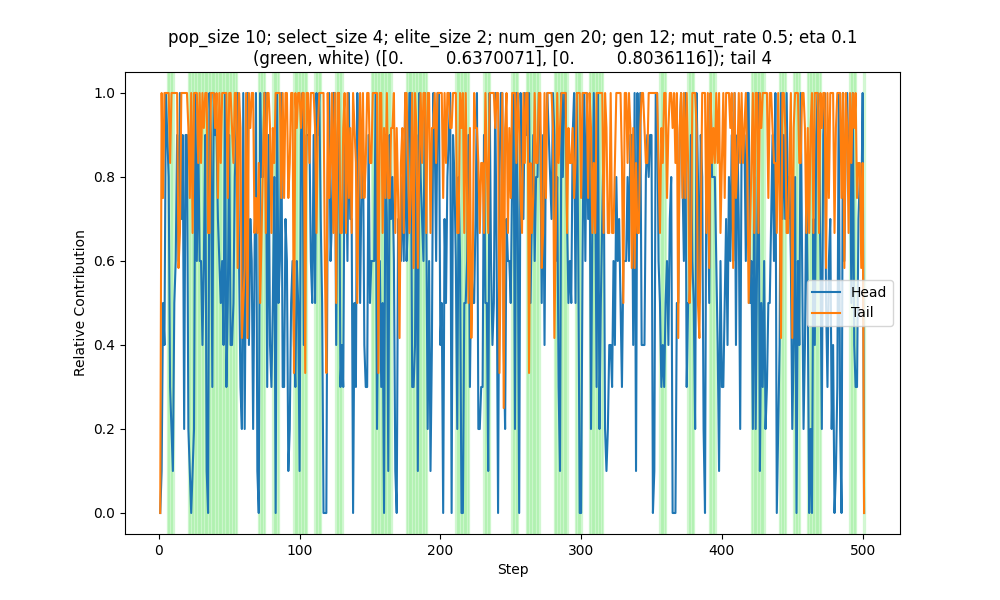 pop_size 10; select_size 4; elite_size 2; num_gen 20; gen 12; mut_rate 0.5; eta 0.1
(green, white) ([0. 0.6370071], [0. 0.8036116]); tail 4
1.0
0.8
0.6
0.4
0.2
0.0
Relative Contribution
Head
Tail
0 100 200 300 400 500
Step